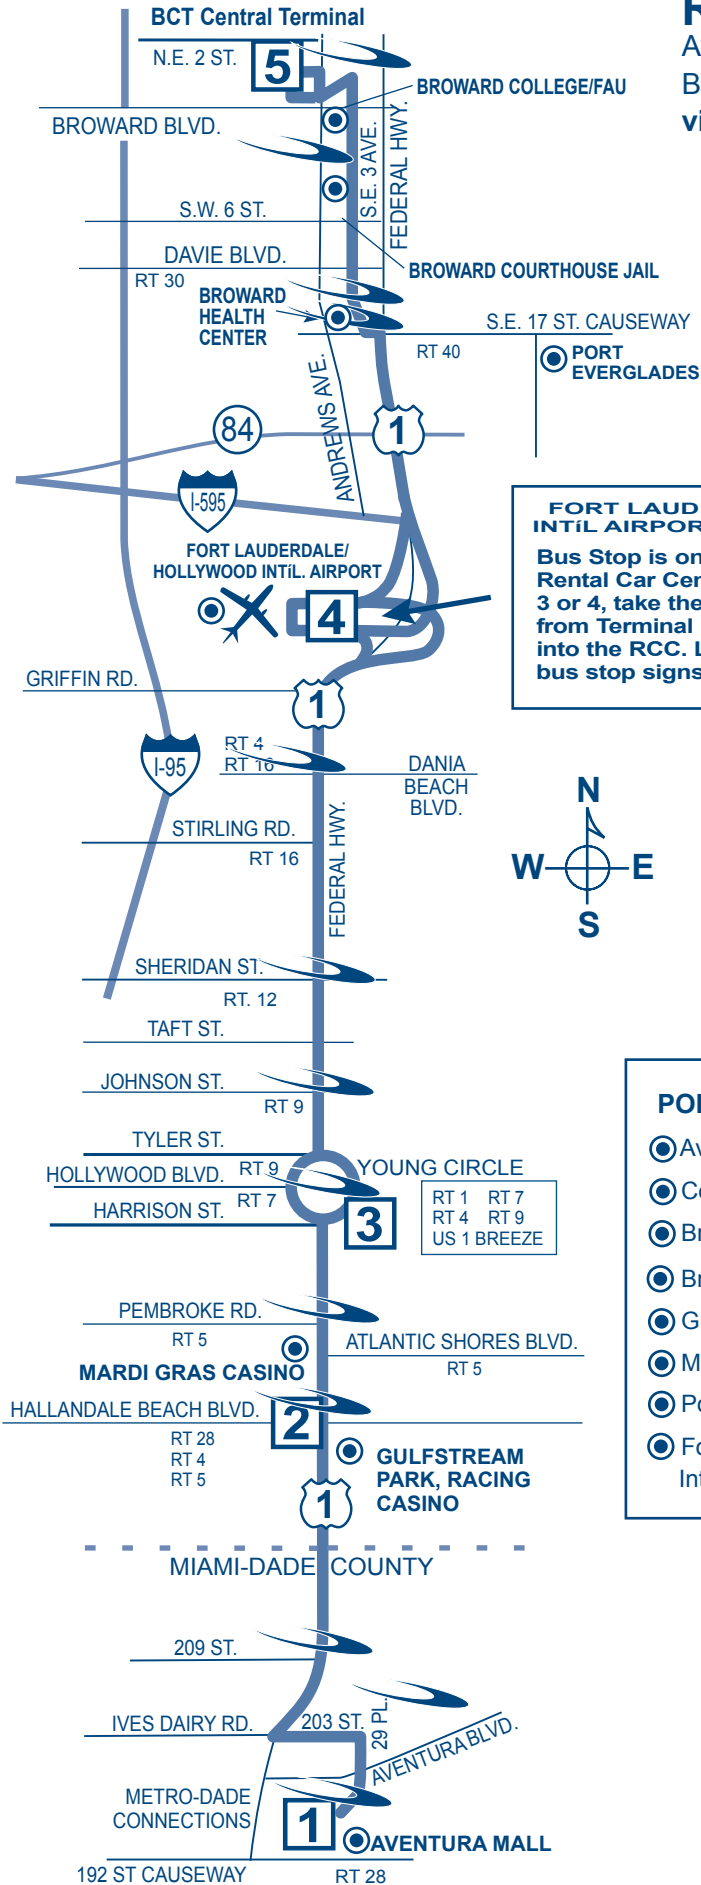 BCT Central Terminal
N.E. 2 ST.
5
BROWARD COLLEGE/FAU
BROWARD BLVD.
S.E. 3 AVE.
FEDERAL HWY.
S.W. 6 ST.
DAVIE BLVD.
RT 30
BROWARD COURTHOUSE JAIL
BROWARD
HEALTH
CENTER
S.E. 17 ST. CAUSEWAY
RT 40
PORT
EVERGLADES
ANDREWS AVE.
84
1
I-595
FORT LAUDERDALE/
HOLLYWOOD INTíL. AIRPORT
4
FORT LAUD
INTíL AIRPOR
Bus Stop is on
Rental Car Cen
3 or 4, take the
from Terminal
into the RCC. L
bus stop signs
GRIFFIN RD.
1
I-95
RT 4
RT 16
DANIA
BEACH
BLVD.
STIRLING RD.
RT 16
FEDERAL HWY.
N
W E
S
SHERIDAN ST.
RT. 12
TAFT ST.
JOHNSON ST.
RT 9
TYLER ST.
HOLLYWOOD BLVD.
RT 9
RT 7
YOUNG CIRCLE
HARRISON ST.
3
RT 1 RT 7
RT 4 RT 9
US 1 BREEZE
PEMBROKE RD.
RT 5
ATLANTIC SHORES BLVD.
RT 5
MARDI GRAS CASINO
HALLANDALE BEACH BLVD.
2
RT 28
RT 4
RT 5
GULFSTREAM
PARK, RACING
CASINO
1
MIAMI-DADE COUNTY
209 ST.
IVES DAIRY RD.
203 ST.
29 PL.
AVENTURA BLVD.
METRO-DADE
CONNECTIONS
1
AVENTURA MALL
192 ST CAUSEWAY
RT 28